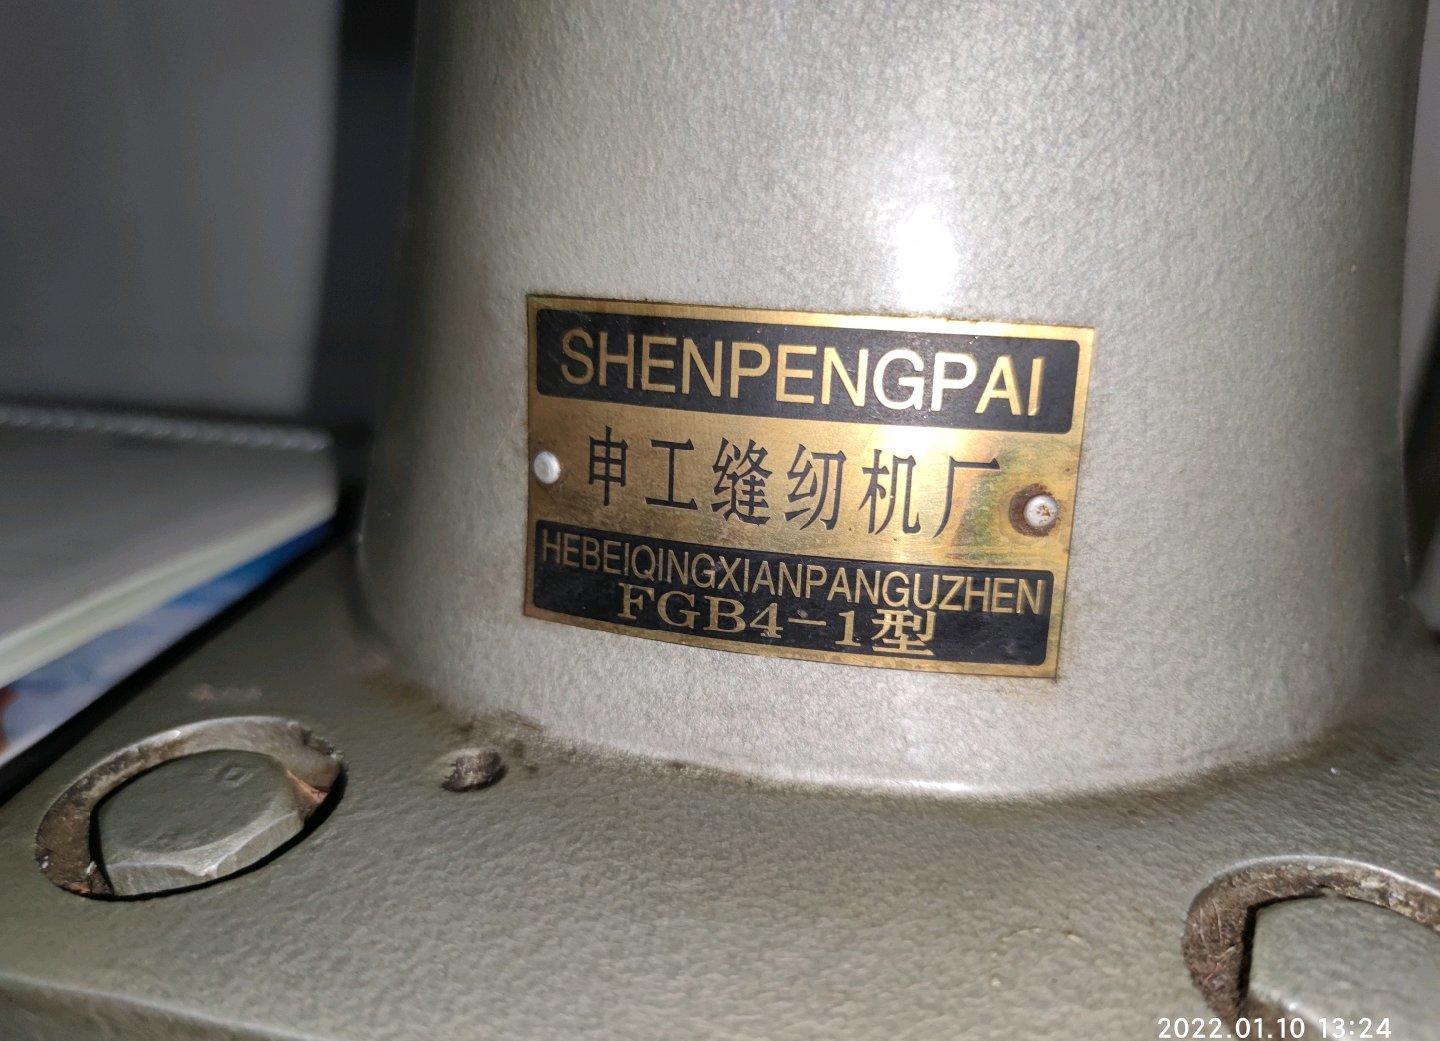 SHENPENGPAI
申工缝纫机厂
HEBEIQINGXIANPANGUZHEN
FGB4-1型
2022.01.10 13:24